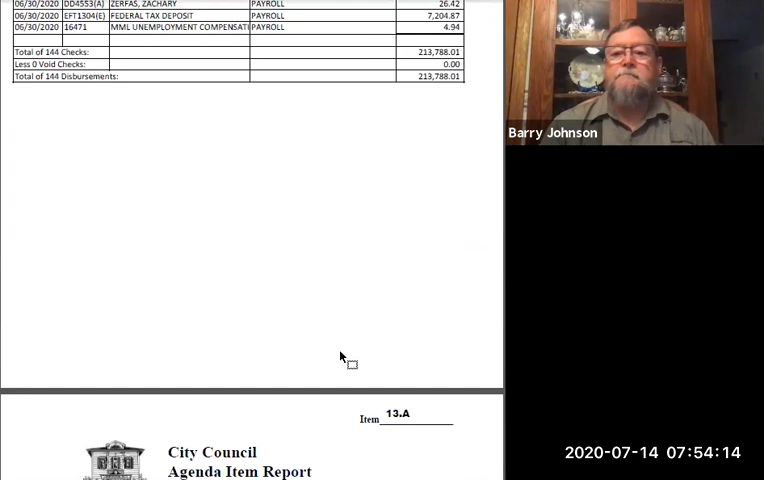 06/30/2020 DD4553(A) ZERFAS, ZACHARY PAYROLL 26.42
06/30/2020 EFT1304(E) FEDERAL TAX DEPOSIT PAYROLL 7,204.87
06/30/2020 16471 MML UNEMPLOYMENT COMPENSATI PAYROLL 4.94
Total of 144 Checks: 213,788.01
Less 0 Void Checks: 0.00
Total of 144 Disbursements: 213,788.01
Barry Johnson
Item 13.A
City Council
Agenda Item Report
2020-07-14 07:54:14